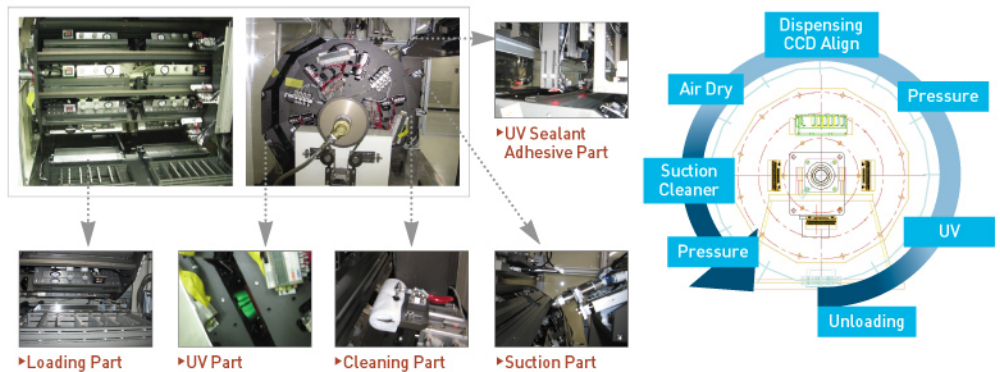 ▸UV Sealant
Adhesive Part
▸Loading Part
▸UV Part
▸Cleaning Part
▸Suction Part
Dispensing
CCD Align
Air Dry
Pressure
Suction
Cleaner
UV
Pressure
Unloading